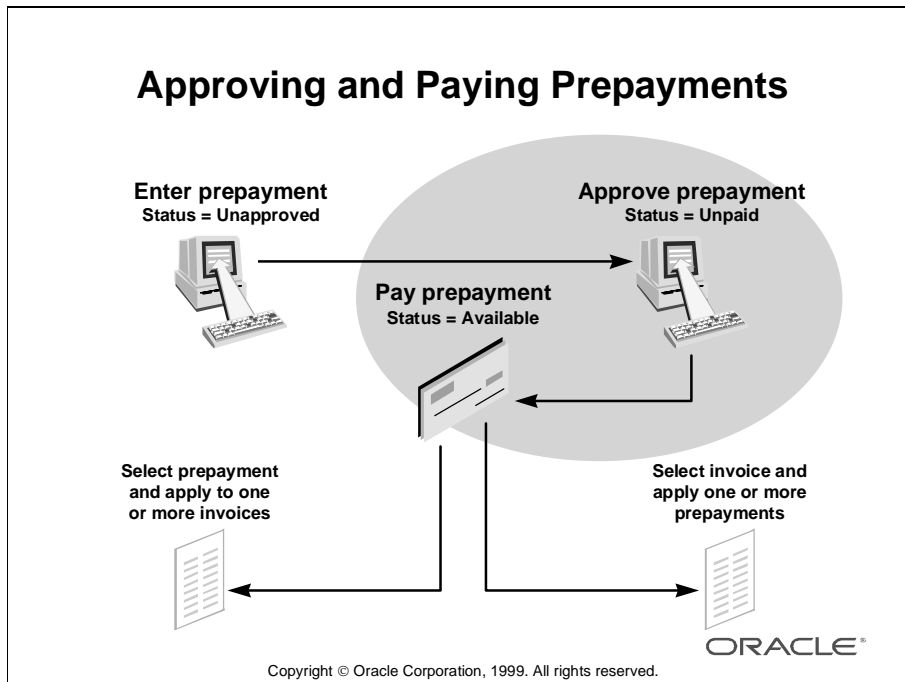 Approving and Paying Prepayments
Enter prepayment
Status = Unapproved
Approve prepayment
Status = Unpaid
Pay prepayment
Status = Available
Select prepayment
and apply to one
or more invoices
Select invoice and
apply one or more
prepayments
ORACLE®
Copyright © Oracle Corporation, 1999. All rights reserved.